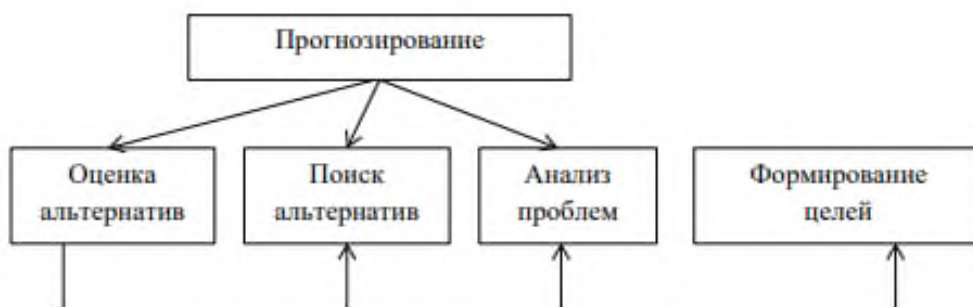 Прогнозирование
Оценка
альтернатив
Поиск
альтернатив
Анализ
проблем
Формирование
целей